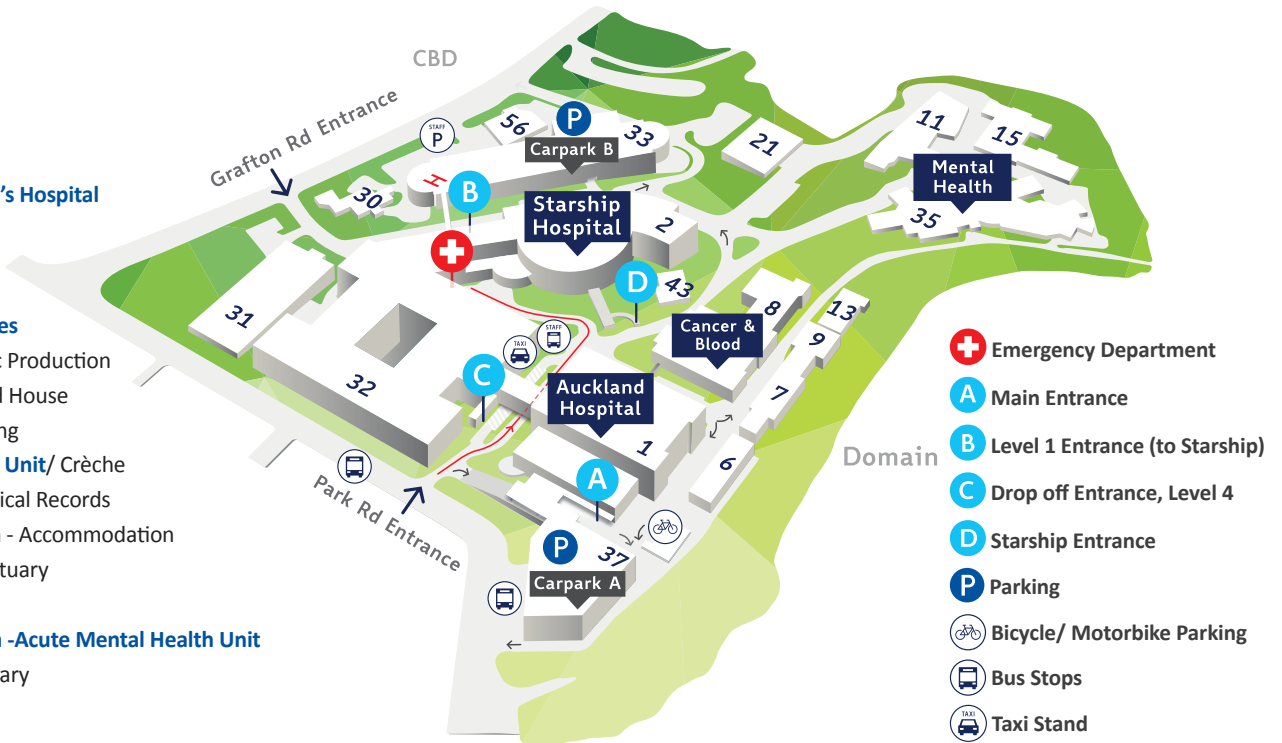 's Hospital
es
c Production
d House
ng
Unit/ Crèche
ical Records
- Accommodation
tuary
-Acute Mental Health Unit
ary
CBD
Grafton Rd Entrance
STAFF
P
56
P
33
Carpark B
21
11
15
Mental
Health
35
30
H
B
Starship
Hospital
2
D
43
31
32
TAXI
STAFF
C
Cancer &
Blood
8
13
9
7
Auckland
Hospital
1
6
A
Domain
Park Rd Entrance
P
37
Carpark A
Emergency Department
A Main Entrance
B Level 1 Entrance (to Starship)
C Drop off Entrance, Level 4
D Starship Entrance
P Parking
Bicycle/ Motorbike Parking
Bus Stops
TAXI
Taxi Stand